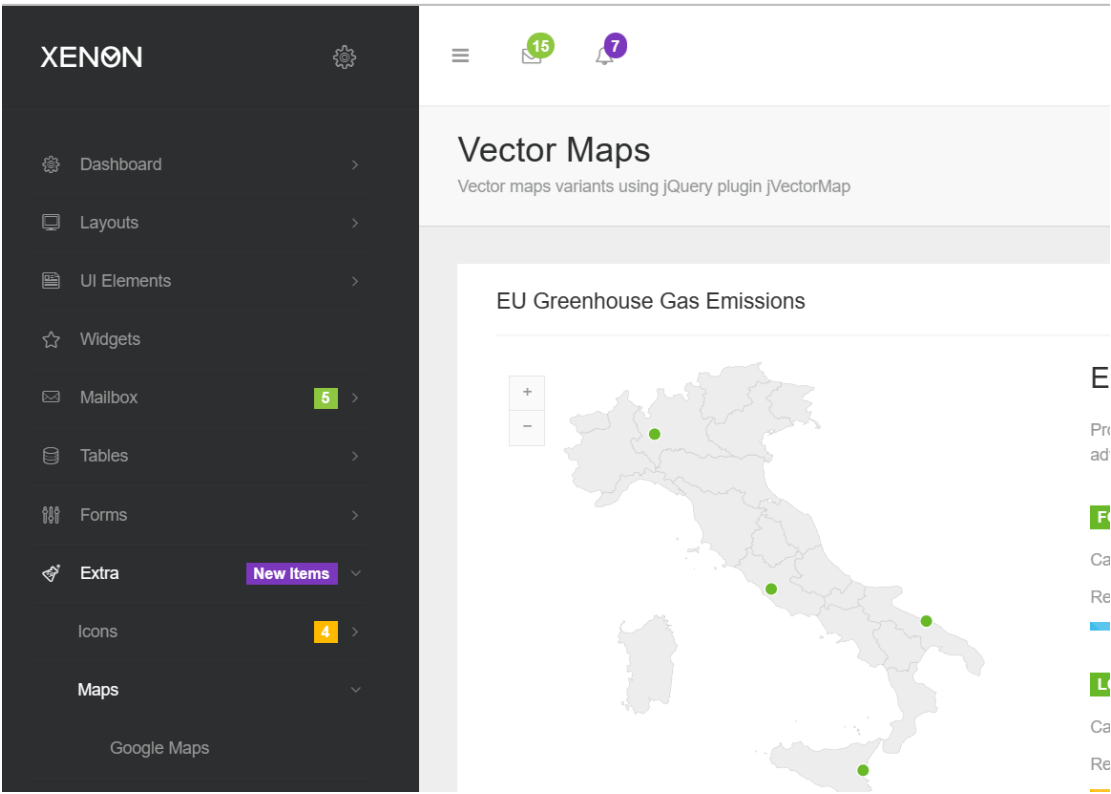 XENON
15
7
Dashboard
Layouts
UI Elements
Widgets
Mailbox 5
Tables
Forms
Extra New Items
Icons 4
Maps
Google Maps
Vector Maps
Vector maps variants using jQuery plugin jVectorMap
EU Greenhouse Gas Emissions
+
−